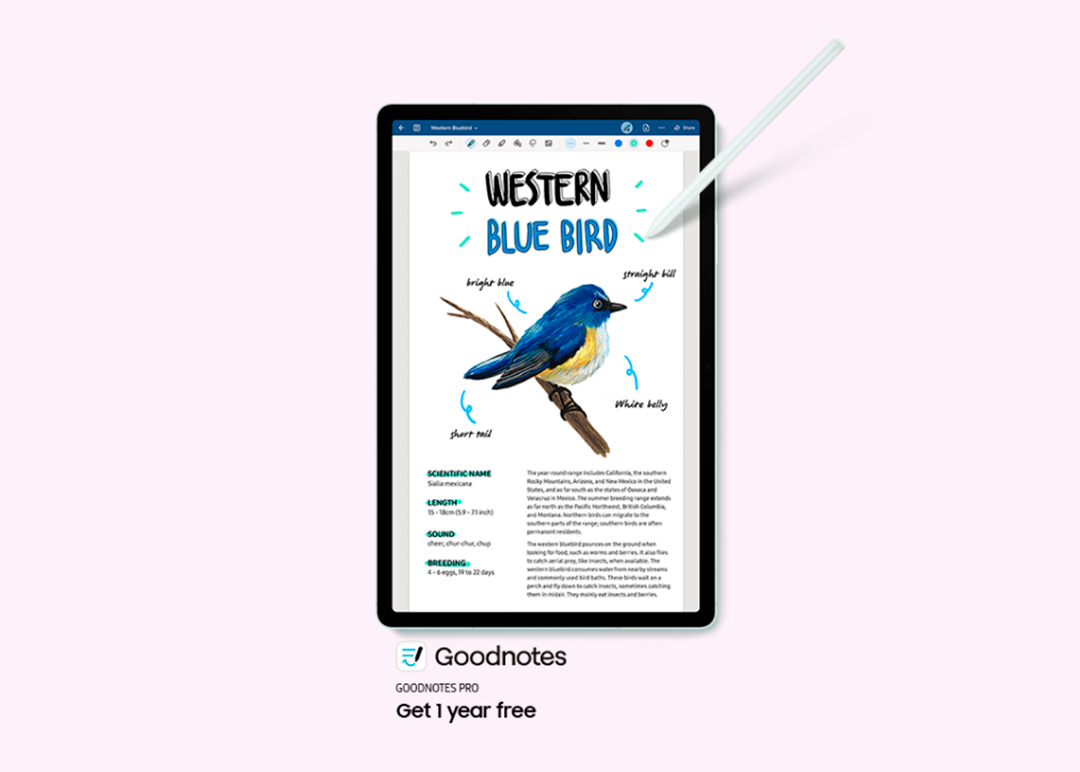 Western Bluebird
Share
WESTERN
BLUE BIRD
bright blue
straight bill
White belly
short tail
SCIENTIFIC NAME
Sialia mexicana
LENGTH
15 - 18cm (5.9 - 7.1 inch)
SOUND
cheer, chur-chur, chup
BREEDING
4 - 6 eggs, 19 to 22 days
The year-round range includes California, the southern
Rocky Mountains, Arizona, and New Mexico in the United
States, and as far south as the states of Oaxaca and
Veracruz in Mexico. The summer breeding range extends
as far north as the Pacific Northwest, British Columbia,
and Montana. Northern birds can migrate to the
southern parts of the range; southern birds are often
permanent residents.
The western bluebird pounces on the ground when
looking for food, such as worms and berries. It also flies
to catch aerial prey, like insects, when available. The
western bluebird consumes water from nearby streams
and commonly used bird baths. These birds wait on a
perch and fly down to catch insects, sometimes catching
them in midair. They mainly eat insects and berries.
Goodnotes
GOODNOTES PRO
Get 1 year free